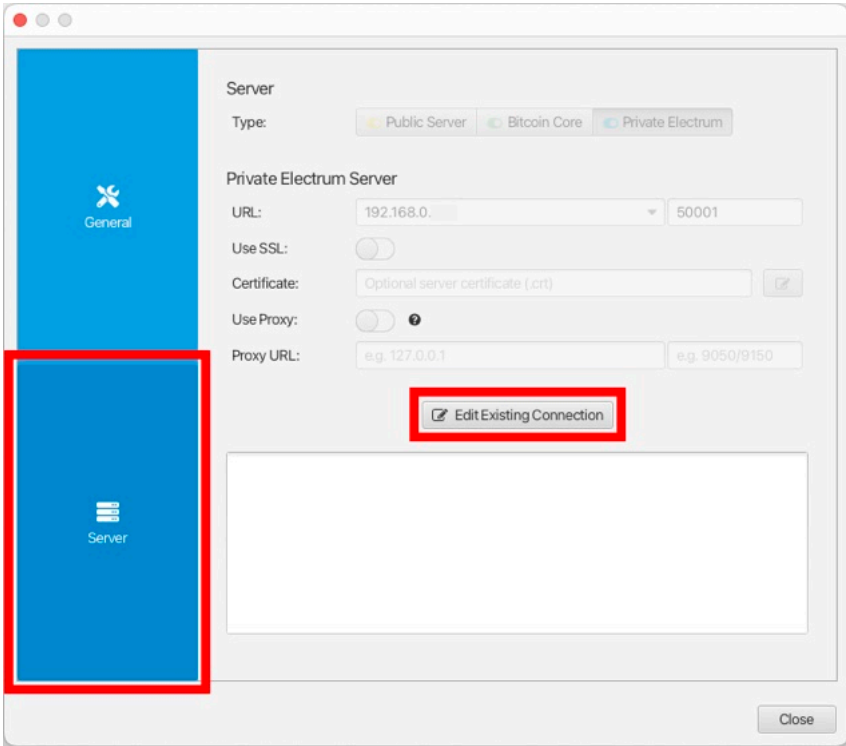 General
Server
Server
Type:
Public Server
Bitcoin Core
Private Electrum
Private Electrum Server
URL:
192.168.0.
50001
Use SSL:
Certificate:
Optional server certificate (.crt)
Use Proxy:
Proxy URL:
e.g. 127.0.0.1
e.g. 9050/9150
Edit Existing Connection
Close